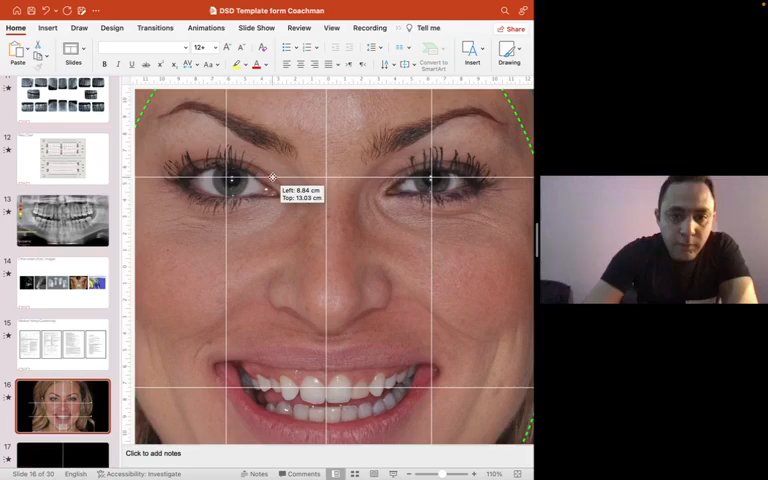 DSD Template form Coachman
Home Insert Draw Design Transitions Animations Slide Show Review View Recording Tell me Share
12+
Paste Slides Convert to SmartArt Insert Drawing
12
13
14
15
16
17
Left: 8.84 cm
Top: 13.03 cm
Click to add notes
Slide 16 of 30 English Accessibility: Investigate Notes Comments 110%